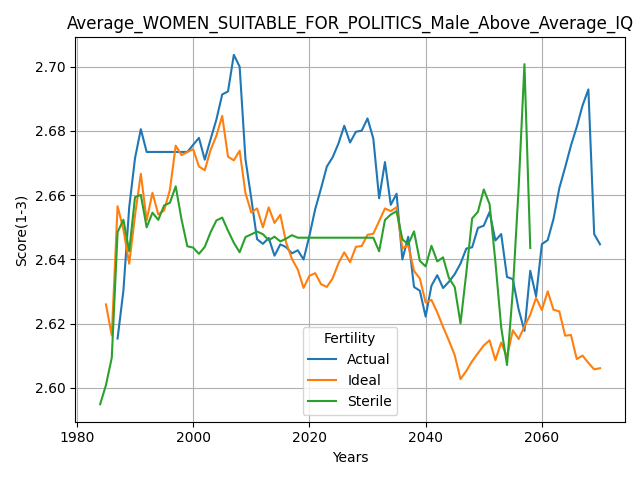 Average_WOMEN_SUITABLE_FOR_POLITICS_Male_Above_Average_IQ
Score(1-3)
2.70
2.68
2.66
2.64
2.62
2.60
Fertility
Actual
Ideal
Sterile
1980 2000 2020 2040 2060
Years